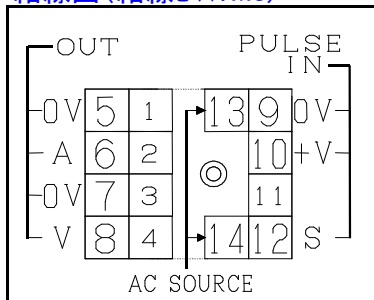 OUT PULSE IN
0V 5 1 13 9 0V
A 6 2 10 +V
0V 7 3 11
V 8 4 14 12 S
AC SOURCE